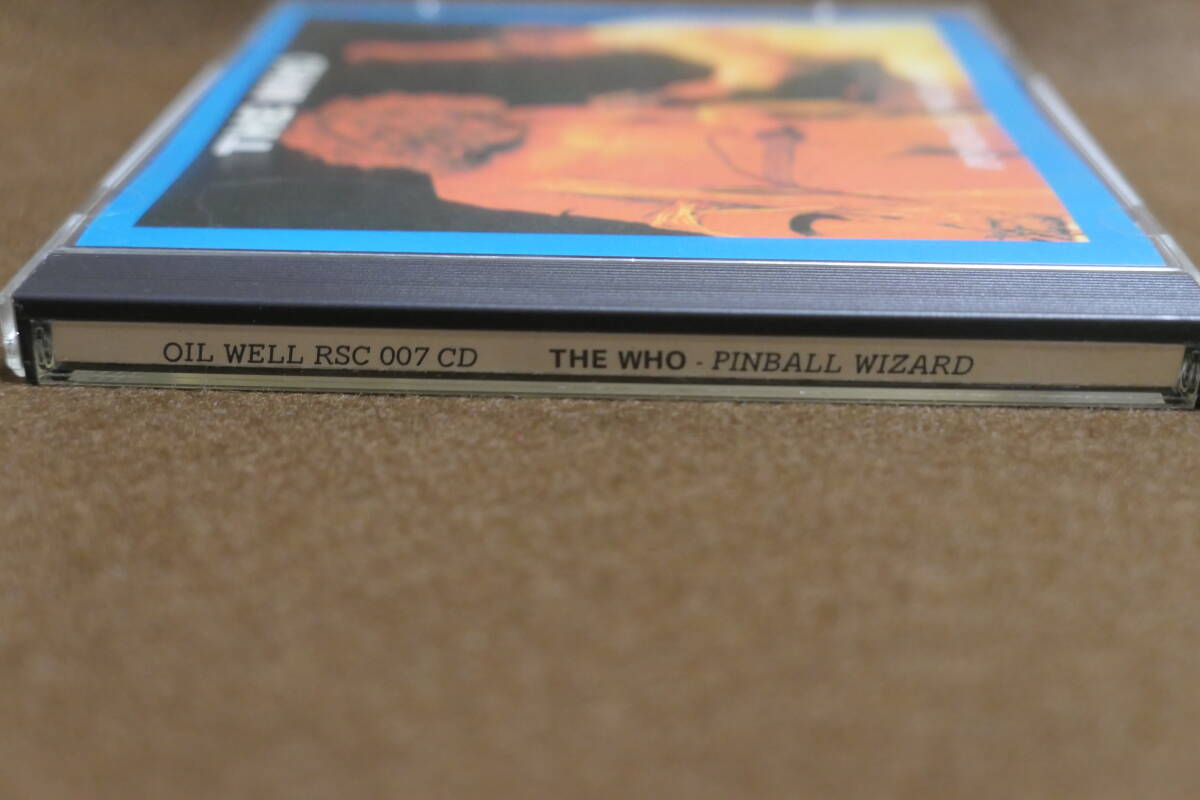 THE WHO
OIL WELL RSC 007 CD THE WHO - PINBALL WIZARD